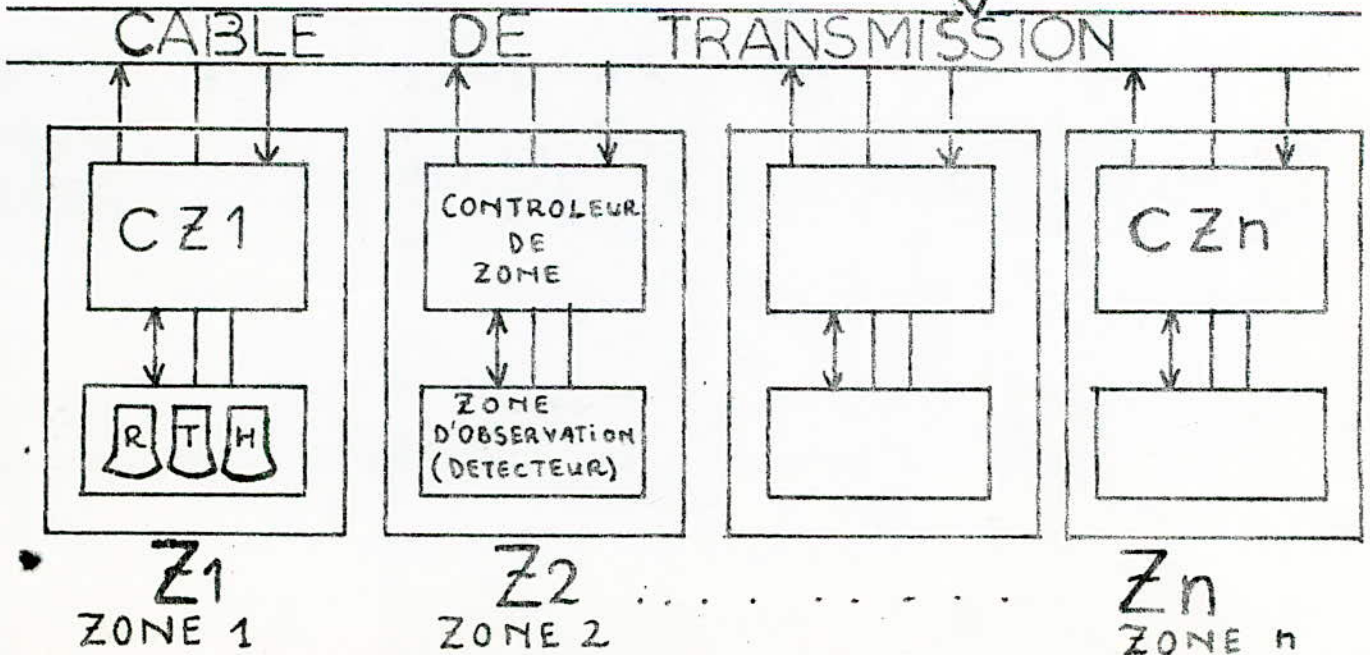 CABLE DE TRANSMISSION
CZ1
CONTROLEUR
DE
ZONE
CZn
R T H
ZONE
D'OBSERVATION
(DETECTEUR)
Z1 Z2 . . . . . . . . Zn
ZONE 1 ZONE 2 ZONE n